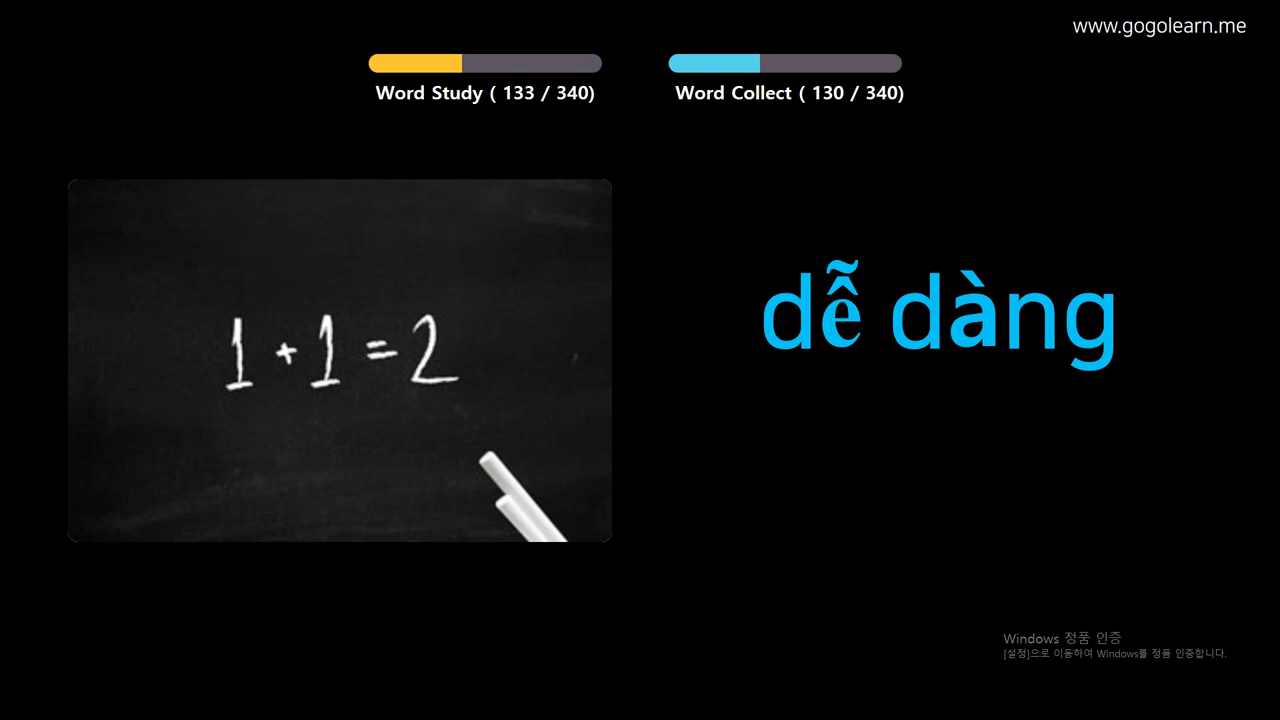 www.gogolearn.me
Word Study ( 133 / 340)
Word Collect ( 130 / 340)
1 + 1 = 2
dễ dàng
Windows 정품 인증
[설정]으로 이동하여 Windows를 정품 인증합니다.